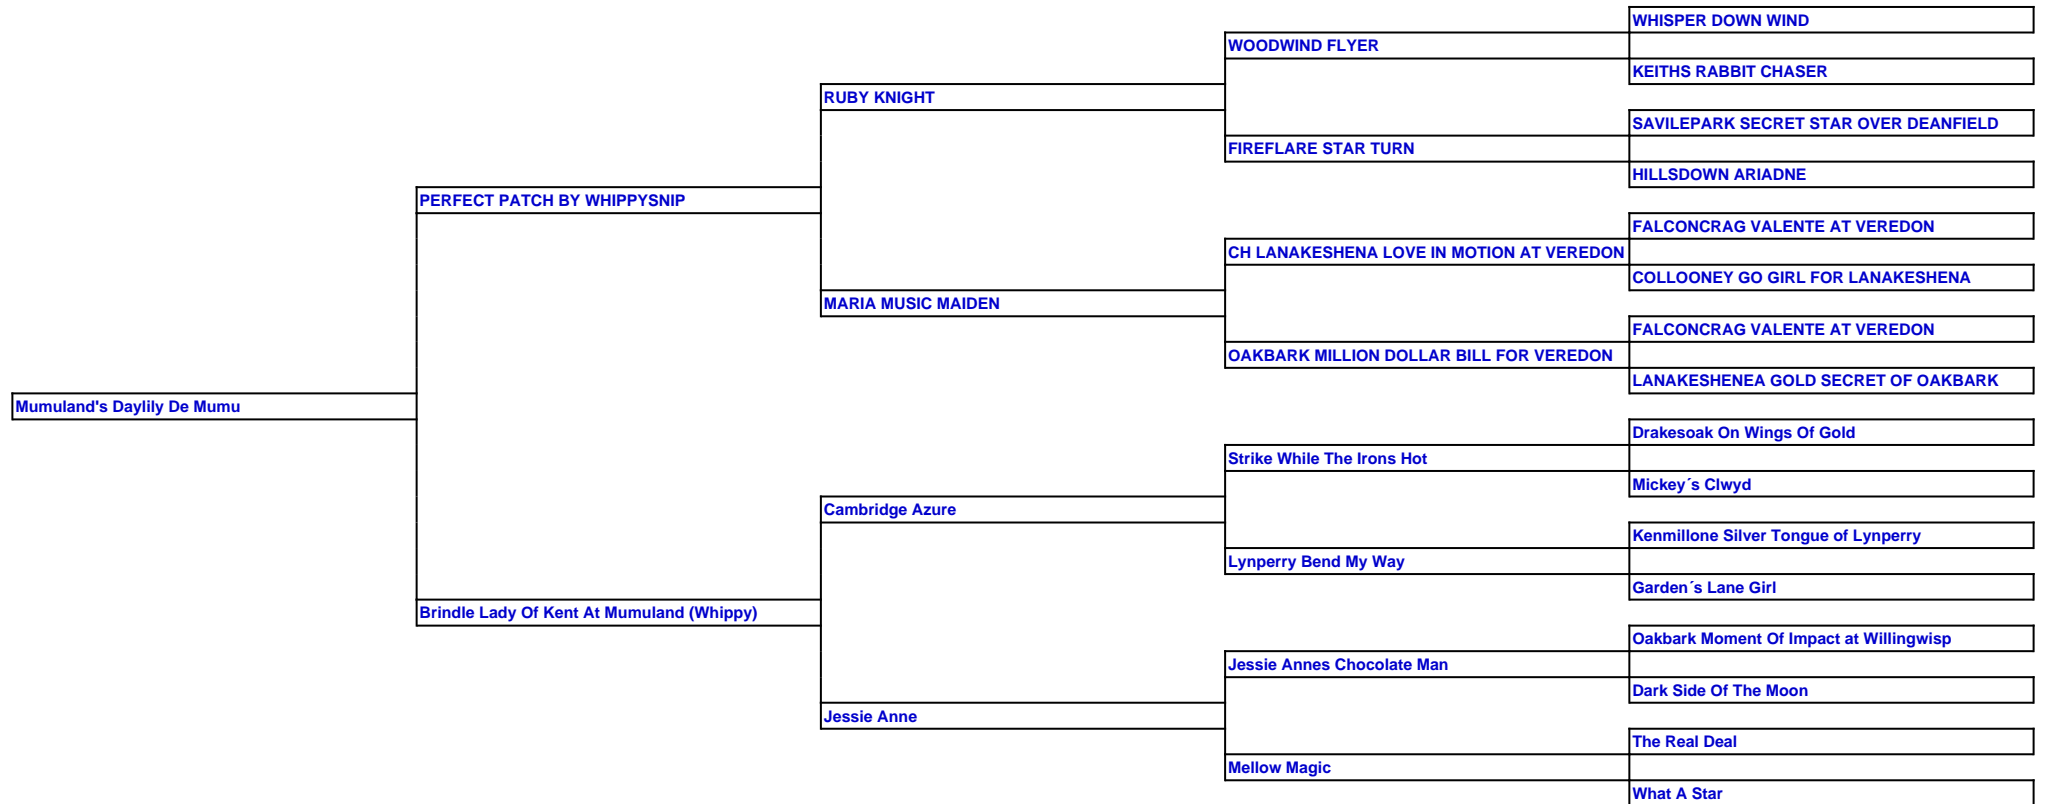 WHISPER DOWN WIND
WOODWIND FLYER
KEITHS RABBIT CHASER
RUBY KNIGHT
SAVILEPARK SECRET STAR OVER DEANFIELD
FIREFLARE STAR TURN
HILLSDOWN ARIADNE
PERFECT PATCH BY WHIPPYSNIP
FALCONCRAG VALENTE AT VEREDON
CH LANAKESHENA LOVE IN MOTION AT VEREDON
COLLOONEY GO GIRL FOR LANAKESHENA
MARIA MUSIC MAIDEN
FALCONCRAG VALENTE AT VEREDON
OAKBARK MILLION DOLLAR BILL FOR VEREDON
LANAKESHENEA GOLD SECRET OF OAKBARK
Mumuland's Daylily De Mumu
Drakesoak On Wings Of Gold
Strike While The Irons Hot
Mickey´s Clwyd
Cambridge Azure
Kenmillone Silver Tongue of Lynperry
Lynperry Bend My Way
Garden´s Lane Girl
Brindle Lady Of Kent At Mumuland (Whippy)
Oakbark Moment Of Impact at Willingwisp
Jessie Annes Chocolate Man
Dark Side Of The Moon
Jessie Anne
The Real Deal
Mellow Magic
What A Star